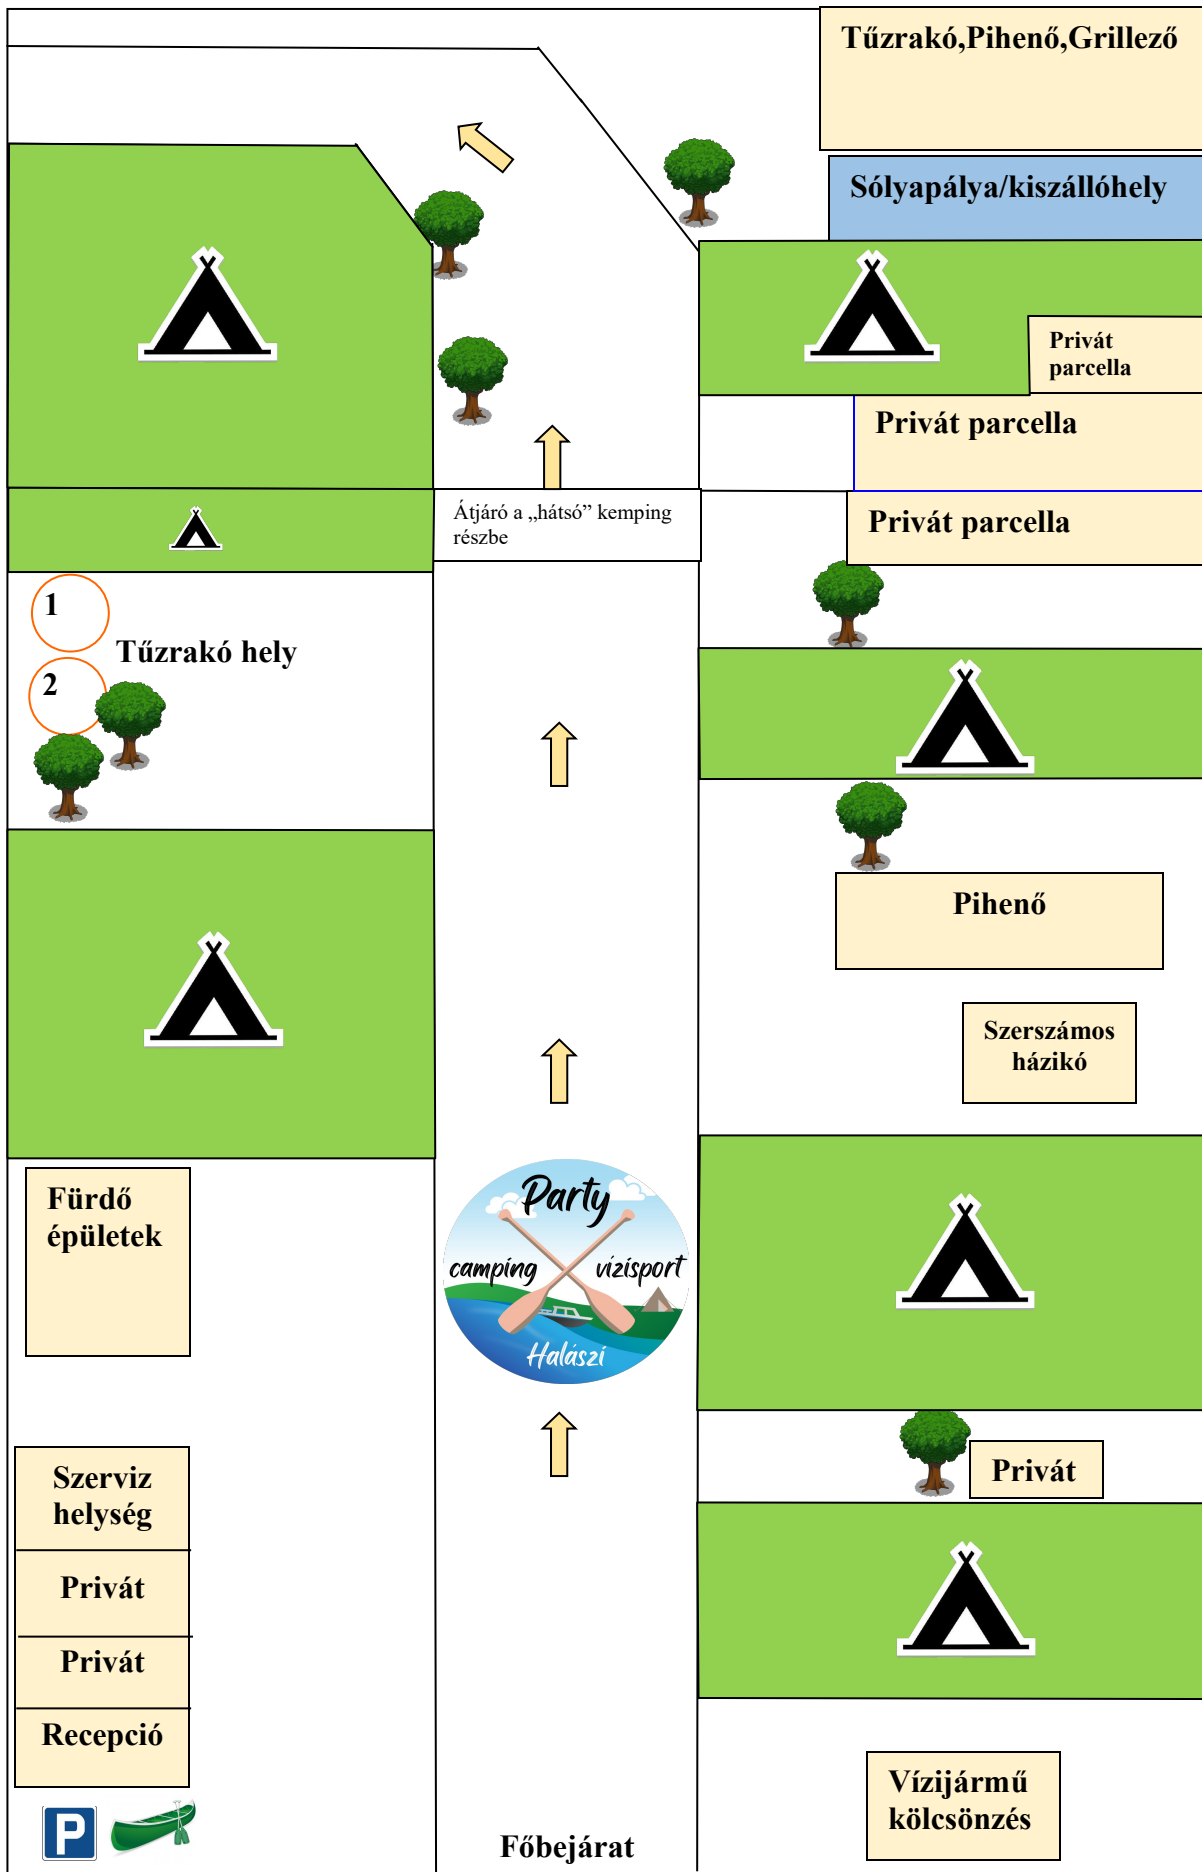 Tűzrakó,Pihenő,Grillező
Sólyapálya/kiszállóhely
Privát
parcella
Privát parcella
Átjáró a „hátsó” kemping
részbe
Privát parcella
1
Tűzrakó hely
2
Pihenő
Szerszámos
házikó
Fürdő
épületek
Party
camping vízisport
Halászi
Szerviz
helység
Privát
Privát
Privát
Recepció
Vízijármű
kölcsönzés
P
Főbejárat